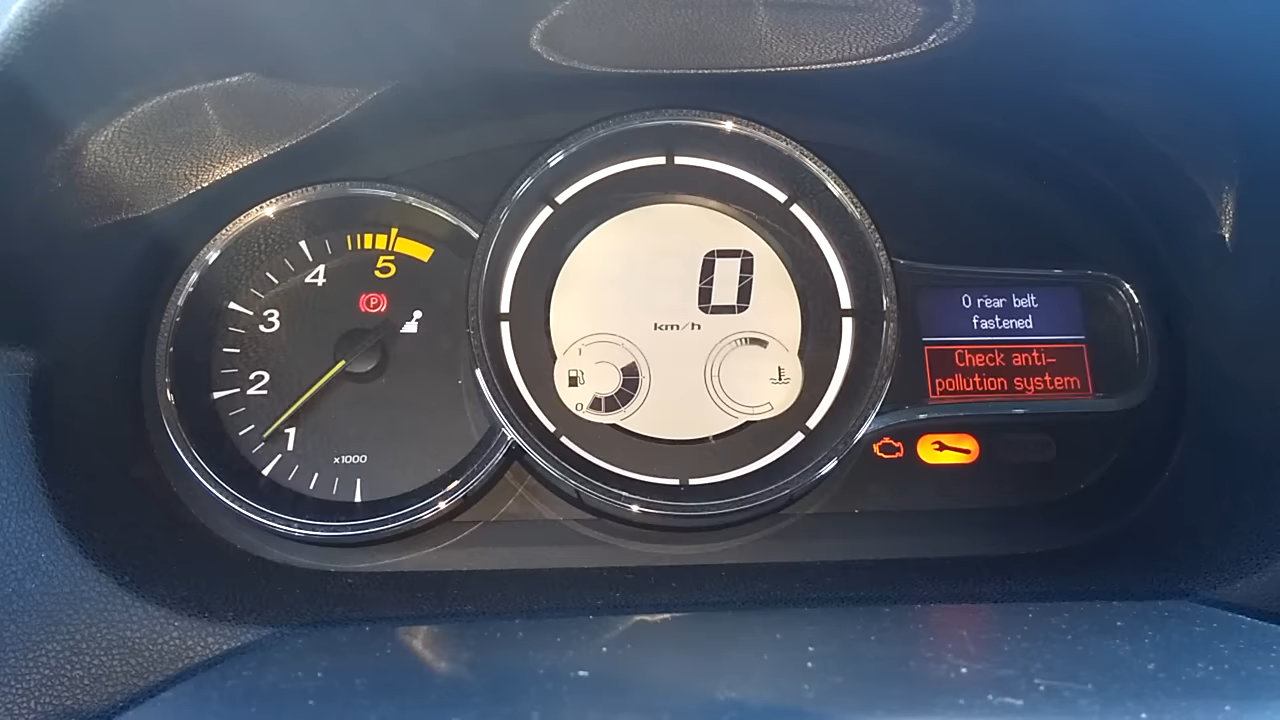 5
4
3
2
1
x1000
P
0
km/h
1
0
0 rear belt
fastened
Check anti-
pollution system